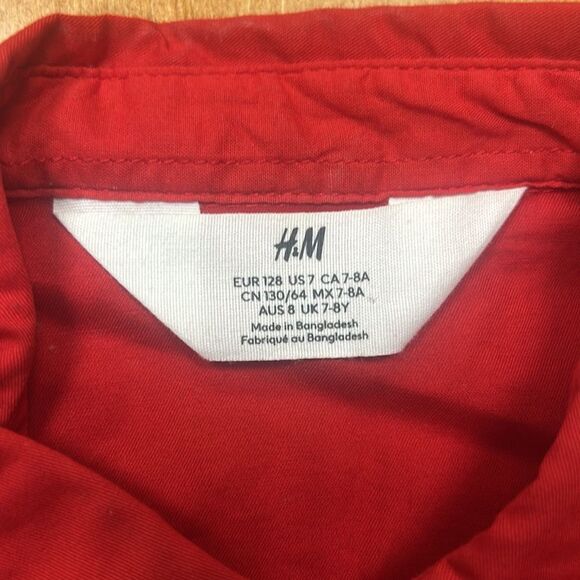 H&M
EUR 128 US 7 CA 7-8A
CN 130/64 MX 7-8A
AUS 8 UK 7-8Y
Made in Bangladesh
Fabriqué au Bangladesh